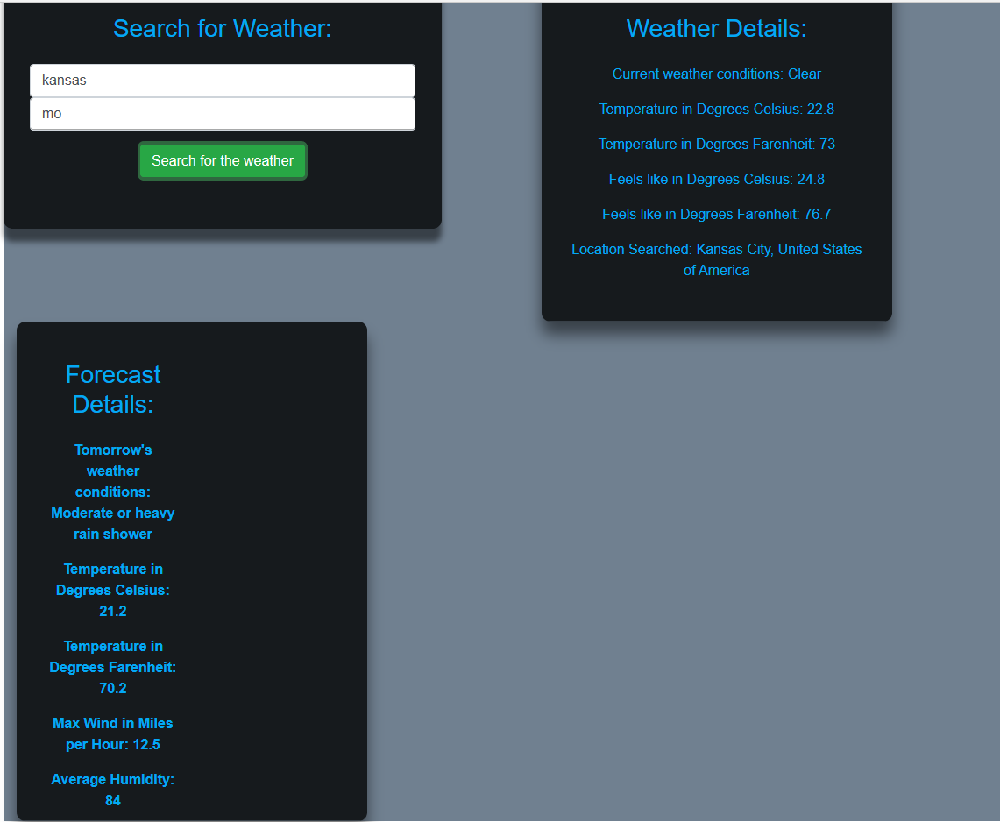 Search for Weather:
kansas
mo
Search for the weather
Weather Details:
Current weather conditions: Clear
Temperature in Degrees Celsius: 22.8
Temperature in Degrees Farenheit: 73
Feels like in Degrees Celsius: 24.8
Feels like in Degrees Farenheit: 76.7
Location Searched: Kansas City, United States
of America
Forecast
Details:
Tomorrow's
weather
conditions:
Moderate or heavy
rain shower
Temperature in
Degrees Celsius:
21.2
Temperature in
Degrees Farenheit:
70.2
Max Wind in Miles
per Hour: 12.5
Average Humidity:
84